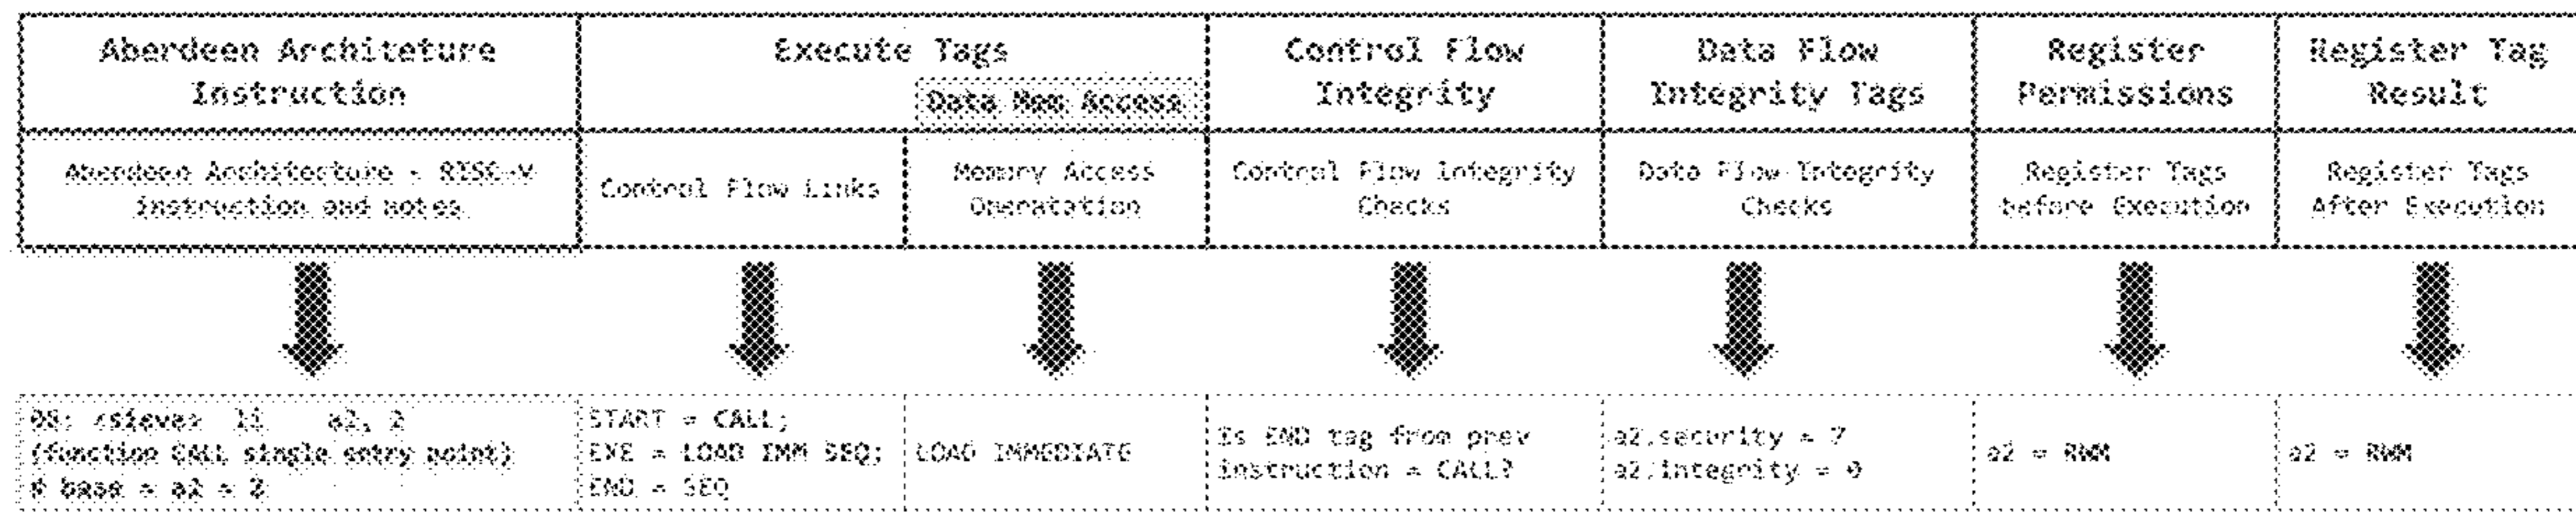 Aberdeen Architeture
Instruction
Execute Tags
Data Mem Access
Control Flow
Integrity
Data Flow
Integrity Tags
Register
Permissions
Register Tag
Result
Aberdeen Architecture - RISC-V
instruction and notes
Control Flow Links
Memory Access
Control Flow Integrity
Checks
Data Flow Integrity
Checks
Register Tags
before Execution
Register Tags
After Execution
08: <sieve> li a2, 2
(function CALL single entry point)
# base = a2 = 2
START = CALL;
EXE = LOAD IMM SEQ;
END = SEQ
LOAD IMMEDIATE
Is END tag from prev
instruction = CALL?
a2.security = 7
a2.integrity = 0
a2 = RWM
a2 = RWM